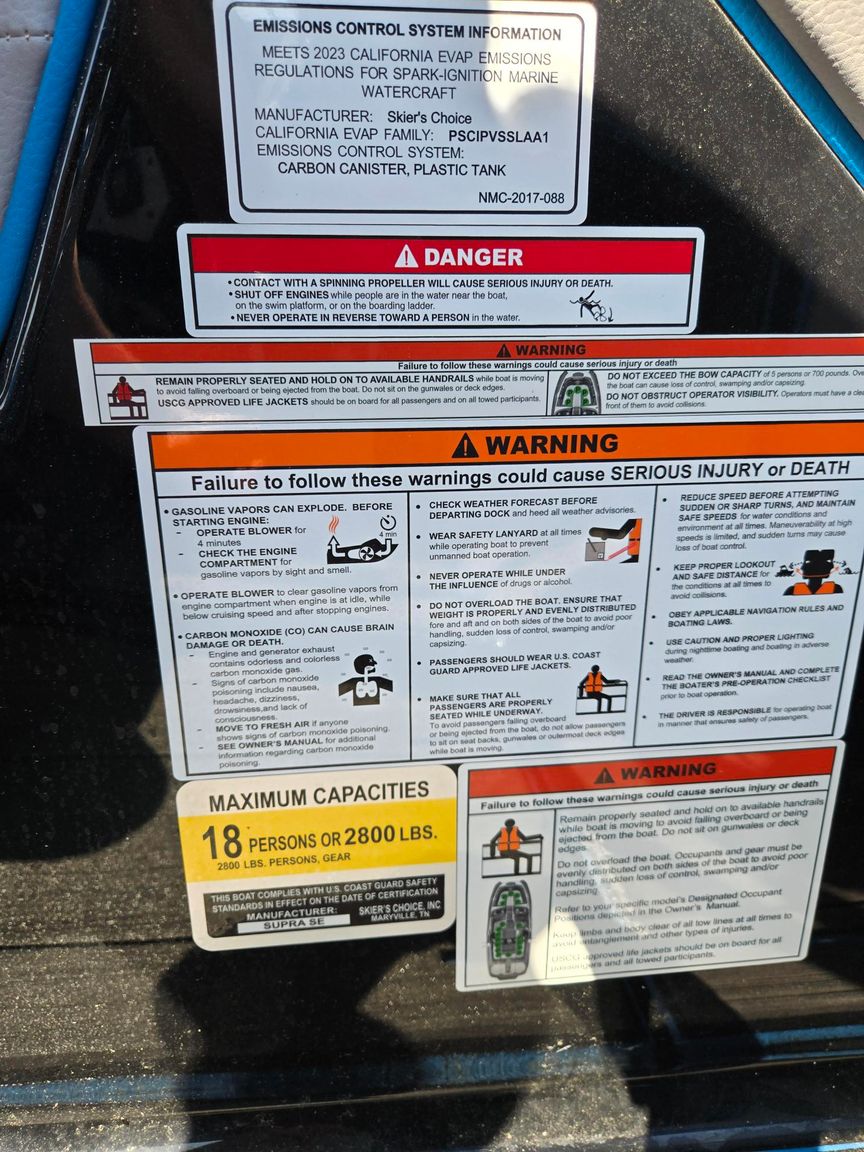 EMISSIONS CONTROL SYSTEM INFORMATION
MEETS 2023 CALIFORNIA EVAP EMISSIONS
REGULATIONS FOR SPARK-IGNITION MARINE
WATERCRAFT
MANUFACTURER: Skier's Choice
CALIFORNIA EVAP FAMILY: PSCIPVSSLAA1
EMISSIONS CONTROL SYSTEM:
CARBON CANISTER, PLASTIC TANK
NMC-2017-088
DANGER
• CONTACT WITH A SPINNING PROPELLER WILL CAUSE SERIOUS INJURY OR DEATH.
• SHUT OFF ENGINES while people are in the water near the boat,
on the swim platform, or on the boarding ladder.
• NEVER OPERATE IN REVERSE TOWARD A PERSON in the water.
WARNING
Failure to follow these warnings could cause serious injury or death
REMAIN PROPERLY SEATED AND HOLD ON TO AVAILABLE HANDRAILS while boat is moving
to avoid falling overboard or being ejected from the boat. Do not sit on the gunwales or deck edges.
USCG APPROVED LIFE JACKETS should be on board for all passengers and on all towed participants.
DO NOT EXCEED THE BOW CAPACITY of 5 persons or 700 pounds.
the boat can cause loss of control, swamping and/or capsizing.
DO NOT OBSTRUCT OPERATOR VISIBILITY. Operators must have a
front of them to avoid collisions.
WARNING
Failure to follow these warnings could cause SERIOUS INJURY or DEATH
• GASOLINE VAPORS CAN EXPLODE. BEFORE
STARTING ENGINE:
- OPERATE BLOWER for
4 minutes
- CHECK THE ENGINE
COMPARTMENT for
gasoline vapors by sight and smell.
4 min
• OPERATE BLOWER to clear gasoline vapors from
engine compartment when engine is at idle, while
below cruising speed and after stopping engines.
• CARBON MONOXIDE (CO) CAN CAUSE BRAIN
DAMAGE OR DEATH.
- Engine and generator exhaust
contains odorless and colorless
carbon monoxide gas.
- Signs of carbon monoxide
poisoning include nausea,
headache, dizziness,
drowsiness,and lack of
consciousness.
- MOVE TO FRESH AIR if anyone
shows signs of carbon monoxide poisoning.
- SEE OWNER'S MANUAL for additional
information regarding carbon monoxide
poisoning.
• CHECK WEATHER FORECAST BEFORE
DEPARTING DOCK and heed all weather advisories.
• WEAR SAFETY LANYARD at all times
while operating boat to prevent
unmanned boat operation.
• NEVER OPERATE WHILE UNDER
THE INFLUENCE of drugs or alcohol.
• DO NOT OVERLOAD THE BOAT. ENSURE THAT
WEIGHT IS PROPERLY AND EVENLY DISTRIBUTED
fore and aft and on both sides of the boat to avoid poor
handling, sudden loss of control, swamping and/or
capsizing.
• PASSENGERS SHOULD WEAR U.S. COAST
GUARD APPROVED LIFE JACKETS.
• MAKE SURE THAT ALL
PASSENGERS ARE PROPERLY
SEATED WHILE UNDERWAY.
To avoid passengers falling overboard
or being ejected from the boat, do not allow passengers
to sit on seat backs, gunwales or outermost deck edges
while boat is moving.
• REDUCE SPEED BEFORE ATTEMPTING
SUDDEN OR SHARP TURNS, AND MAINTAIN
SAFE SPEEDS for water conditions and
environment at all times. Maneuverability at high
speeds is limited, and sudden turns may cause
loss of boat control.
• KEEP PROPER LOOKOUT
AND SAFE DISTANCE for
the conditions at all times to
avoid collisions.
• OBEY APPLICABLE NAVIGATION RULES AND
BOATING LAWS.
• USE CAUTION AND PROPER LIGHTING
during nighttime boating and boating in adverse
weather.
• READ THE OWNER'S MANUAL AND COMPLETE
THE BOATER'S PRE-OPERATION CHECKLIST
prior to boat operation.
• THE DRIVER IS RESPONSIBLE for operating boat
in manner that ensures safety of passengers.
MAXIMUM CAPACITIES
18 PERSONS OR 2800 LBS.
2800 LBS. PERSONS, GEAR
THIS BOAT COMPLIES WITH U.S. COAST GUARD SAFETY
STANDARDS IN EFFECT ON THE DATE OF CERTIFICATION
MANUFACTURER: SKIER'S CHOICE, INC
SUPRA SE MARYVILLE, TN
WARNING
Failure to follow these warnings could cause serious injury or death
Remain properly seated and hold on to available handrails
while boat is moving to avoid falling overboard or being
ejected from the boat. Do not sit on gunwales or deck
edges.
Do not overload the boat. Occupants and gear must be
evenly distributed on both sides of the boat to avoid poor
handling, sudden loss of control, swamping and/or
capsizing.
Refer to your specific model's Designated Occupant
Positions depicted in the Owner's Manual.
Keep limbs and body clear of all tow lines at all times to
avoid entanglement and other types of injuries.
USCG approved life jackets should be on board for all
passengers and all towed participants.